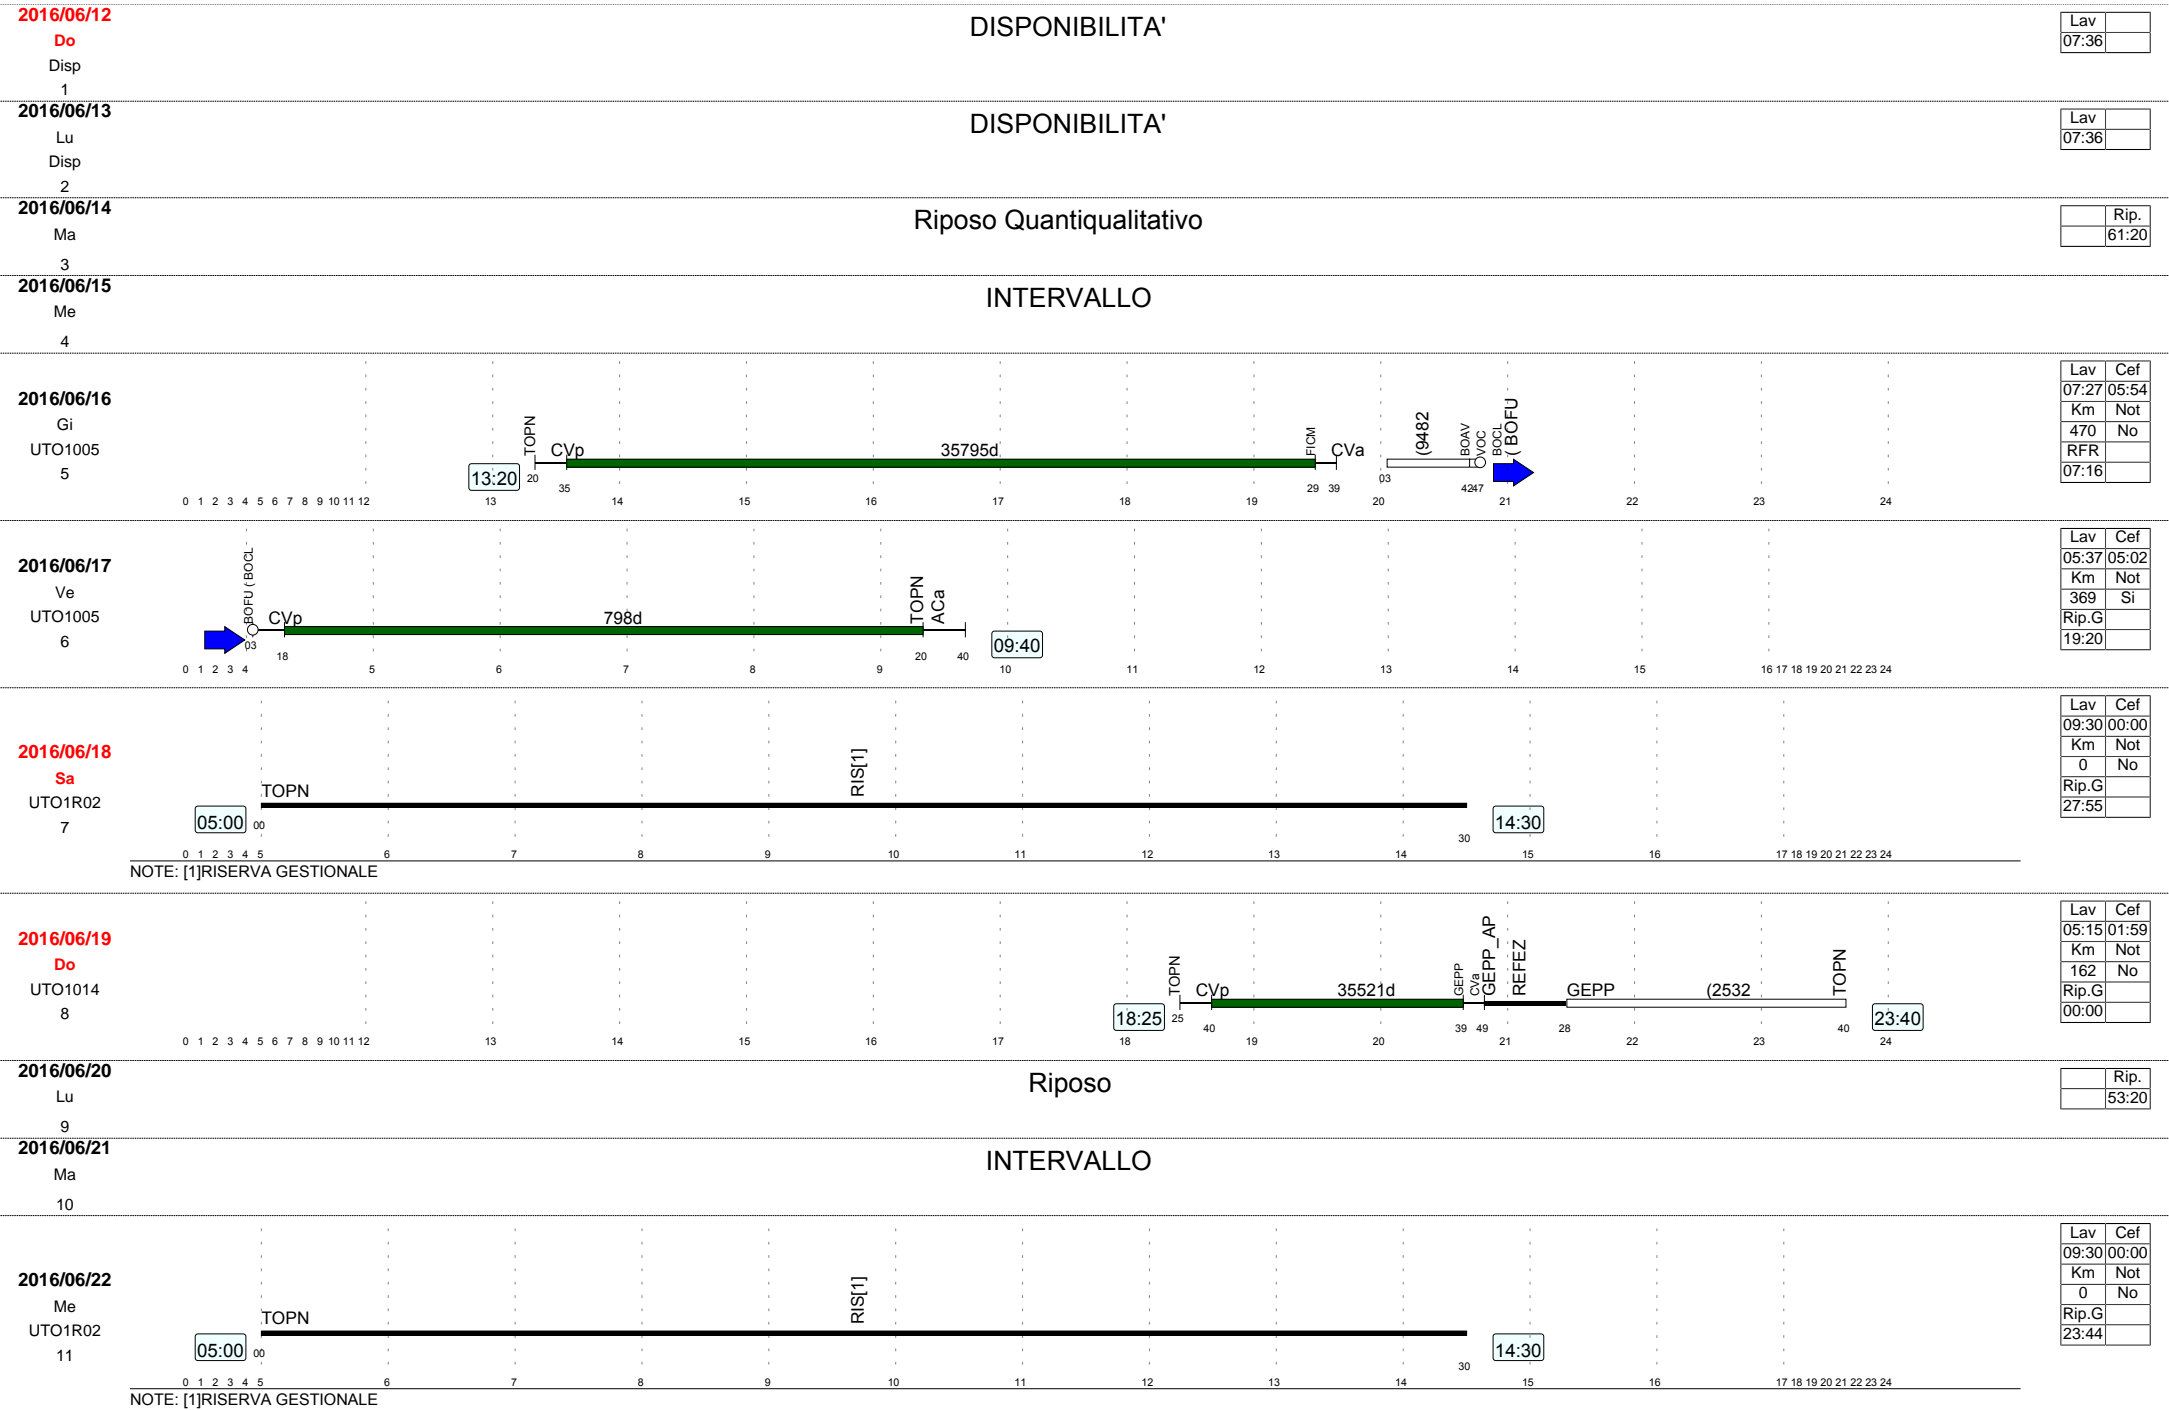 2016/06/12
Do
Disp
1
DISPONIBILITA'
Lav
07:36
2016/06/13
Lu
Disp
2
DISPONIBILITA'
Lav
07:36
2016/06/14
Ma
3
Riposo Quantiqualitativo
Rip.
61:20
2016/06/15
Me
4
INTERVALLO
2016/06/16
Gi
UTO1005
5
13:20
TOPN
CVp
35795d
FICM
CVa
(9482
BOAV
VOC
BOCL
( BOFU
20 35 29 39 03 42 47
0 1 2 3 4 5 6 7 8 9 10 11 12 13 14 15 16 17 18 19 20 21 22 23 24
Lav Cef
07:27 05:54
Km Not
470 No
RFR
07:16
2016/06/17
Ve
UTO1005
6
BOFU ( BOCL
CVp
798d
TOPN
ACa
09:40
03 18 20 40
0 1 2 3 4 5 6 7 8 9 10 11 12 13 14 15 16 17 18 19 20 21 22 23 24
Lav Cef
05:37 05:02
Km Not
369 Si
Rip.G
19:20
2016/06/18
Sa
UTO1R02
7
05:00
TOPN
RIS[1]
14:30
00 30
0 1 2 3 4 5 6 7 8 9 10 11 12 13 14 15 16 17 18 19 20 21 22 23 24
NOTE: [1]RISERVA GESTIONALE
Lav Cef
09:30 00:00
Km Not
0 No
Rip.G
27:55
2016/06/19
Do
UTO1014
8
18:25
TOPN
CVp
35521d
GEPP
CVa
GEPP_AP
REFEZ
GEPP
(2532
TOPN
23:40
25 40 39 49 28 40
0 1 2 3 4 5 6 7 8 9 10 11 12 13 14 15 16 17 18 19 20 21 22 23 24
Lav Cef
05:15 01:59
Km Not
162 No
Rip.G
00:00
2016/06/20
Lu
9
Riposo
Rip.
53:20
2016/06/21
Ma
10
INTERVALLO
2016/06/22
Me
UTO1R02
11
05:00
TOPN
RIS[1]
14:30
00 30
0 1 2 3 4 5 6 7 8 9 10 11 12 13 14 15 16 17 18 19 20 21 22 23 24
NOTE: [1]RISERVA GESTIONALE
Lav Cef
09:30 00:00
Km Not
0 No
Rip.G
23:44